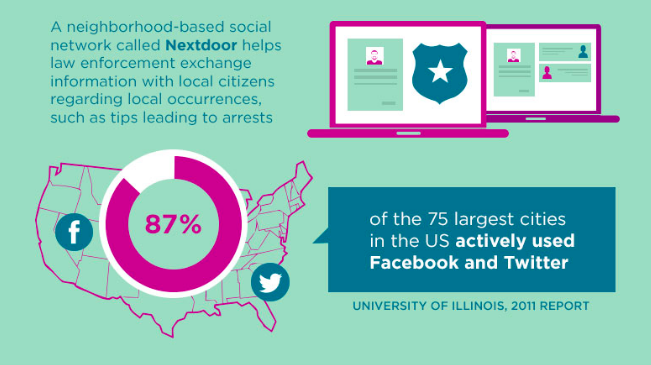 A neighborhood-based social
network called Nextdoor helps
law enforcement exchange
information with local citizens
regarding local occurrences,
such as tips leading to arrests
87%
f
of the 75 largest cities
in the US actively used
Facebook and Twitter
UNIVERSITY OF ILLINOIS, 2011 REPORT